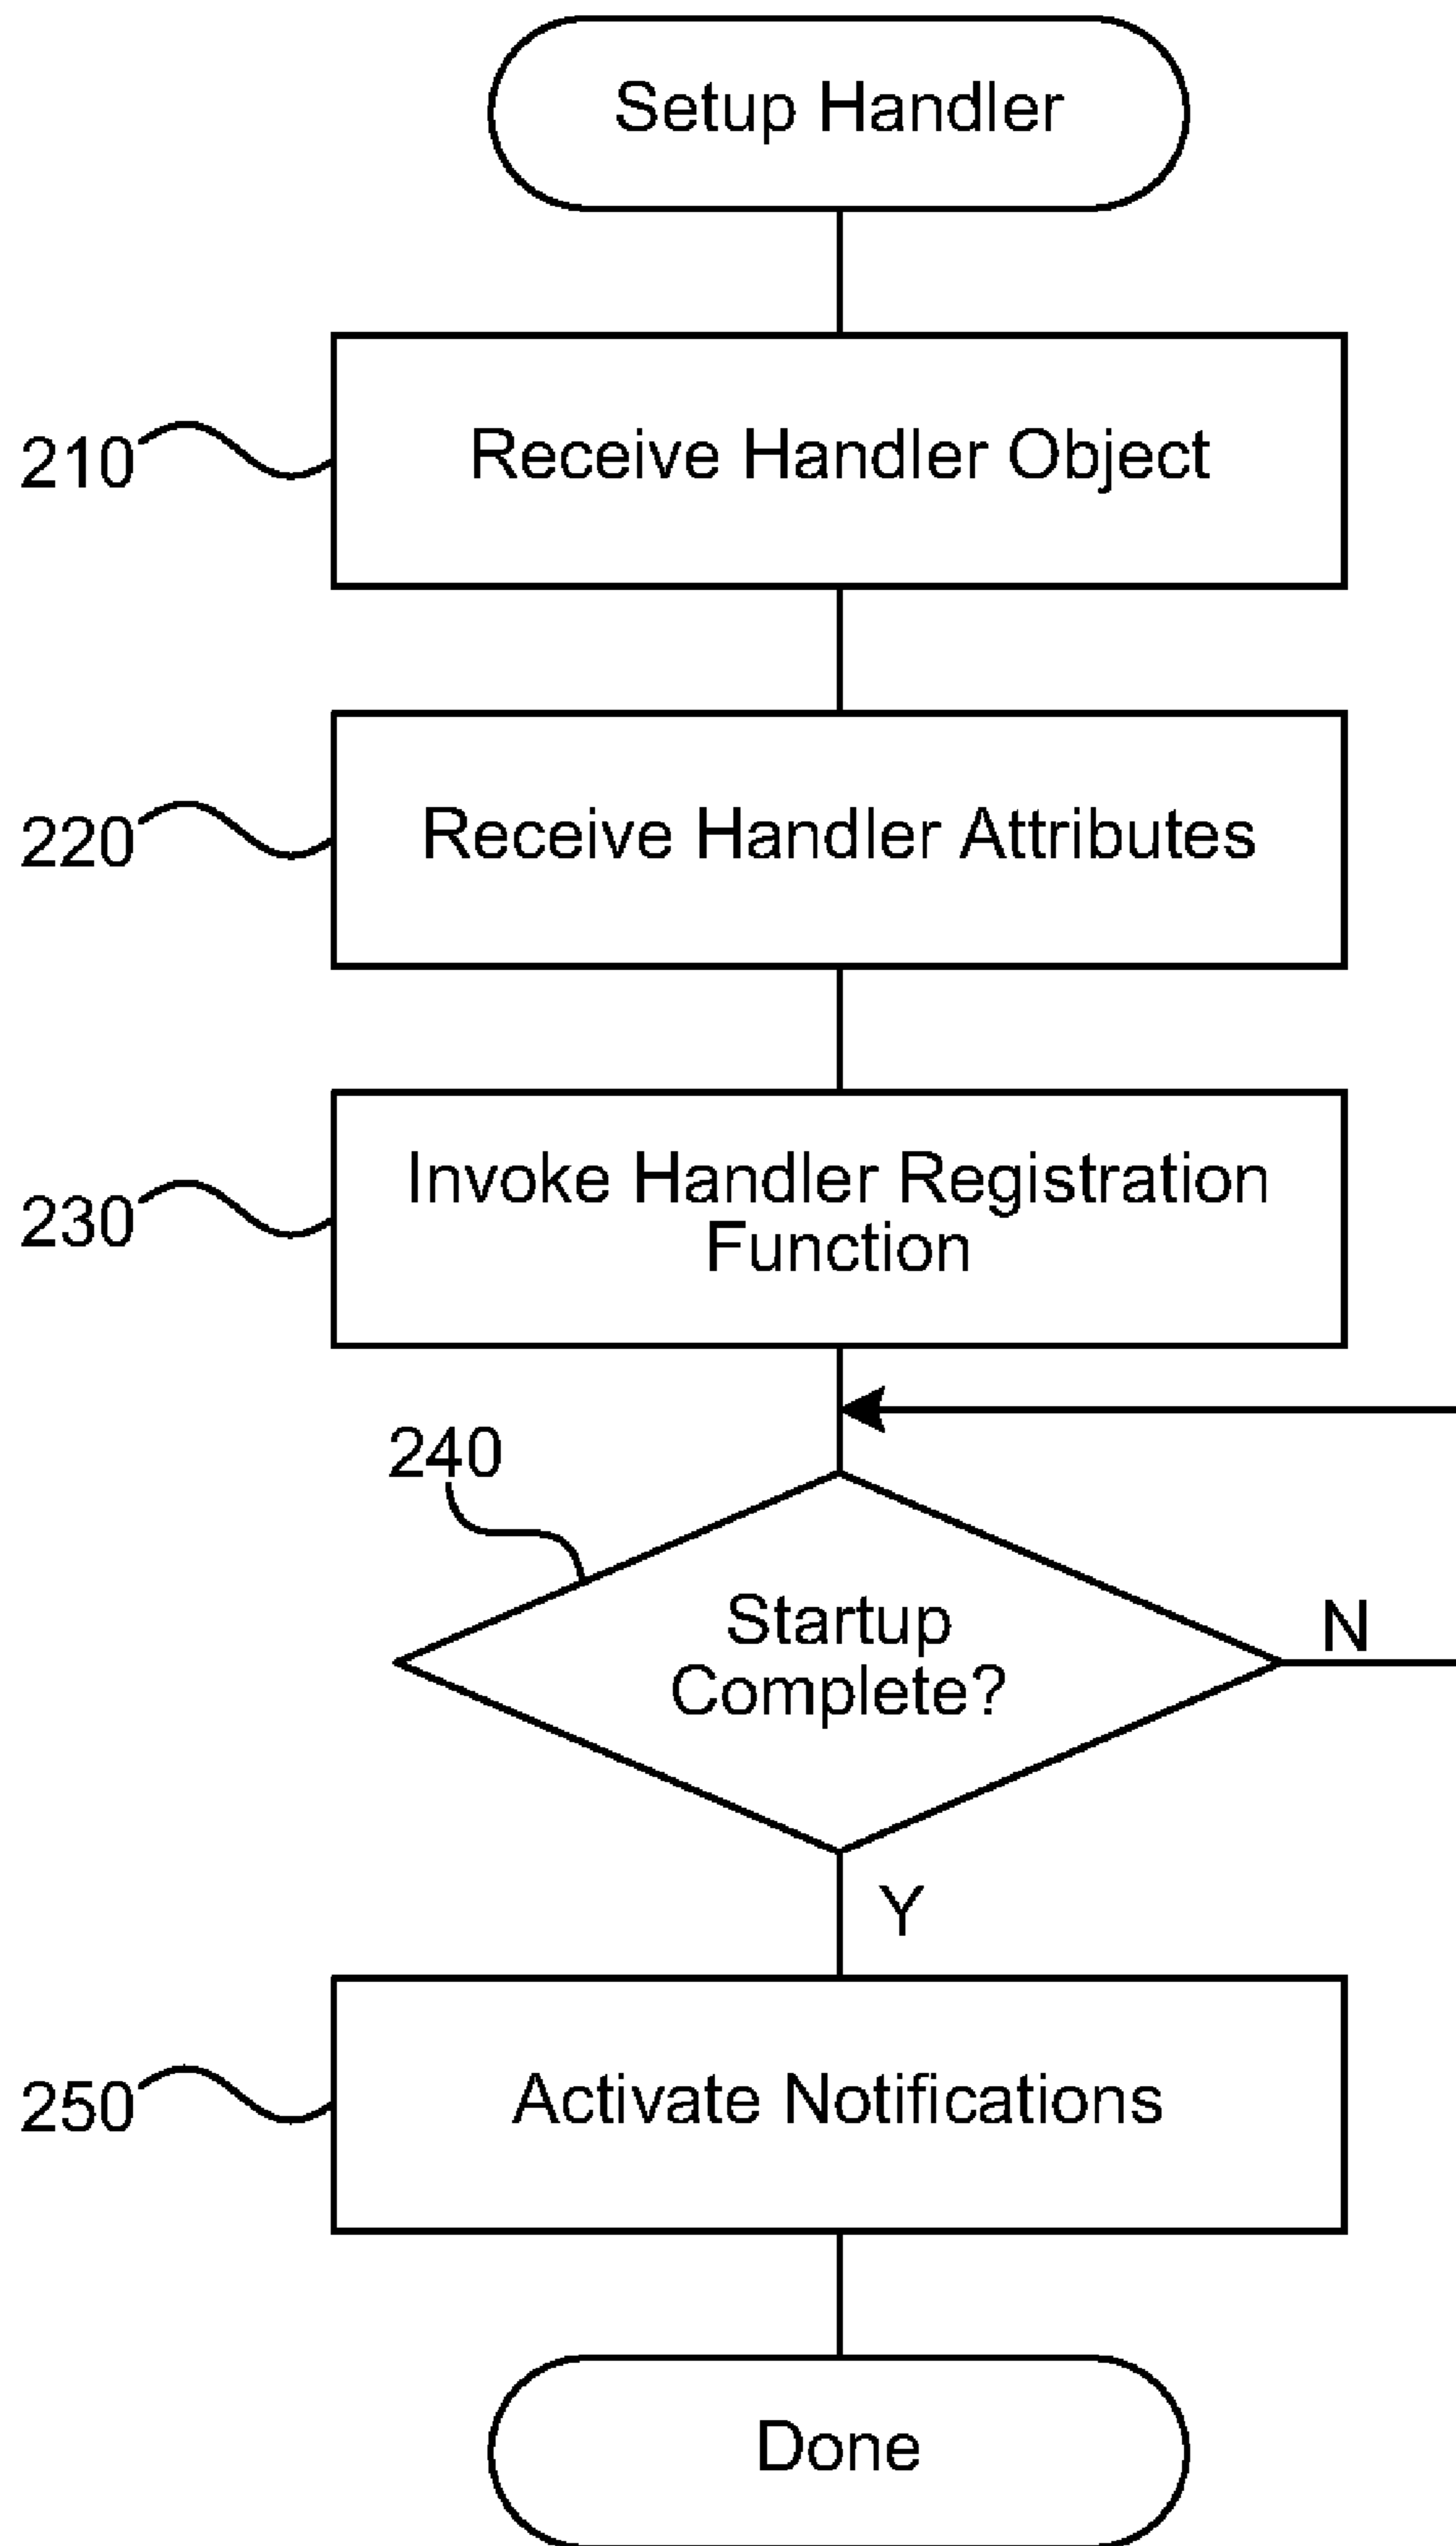 Setup Handler
210
Receive Handler Object
220
Receive Handler Attributes
230
Invoke Handler Registration
Function
240
Startup
Complete?
N
Y
250
Activate Notifications
Done